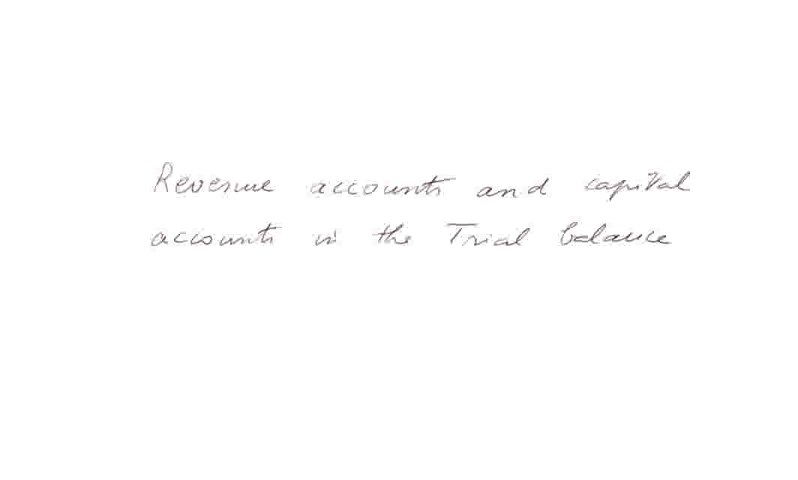 Revenue accounts and capital
accounts in the Trial balance